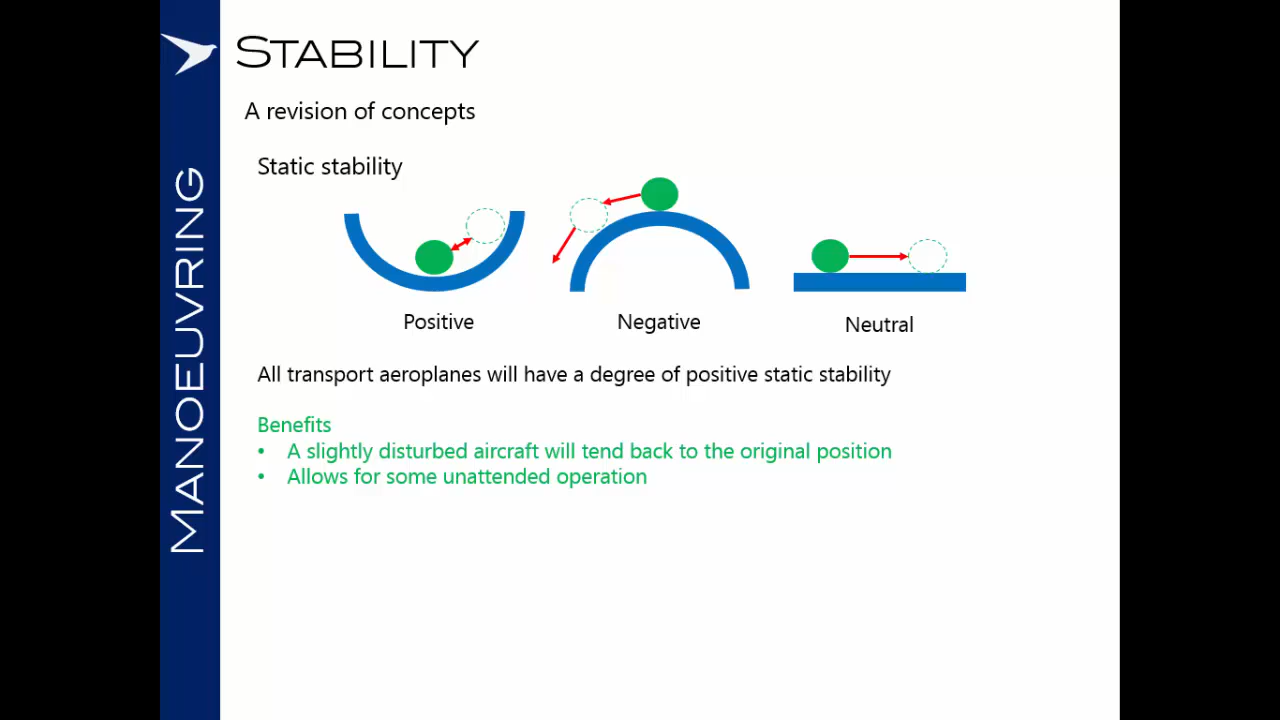 STABILITY
A revision of concepts
Static stability
Positive
Negative
Neutral
All transport aeroplanes will have a degree of positive static stability
Benefits
• A slightly disturbed aircraft will tend back to the original position
• Allows for some unattended operation
MANOEUVRING